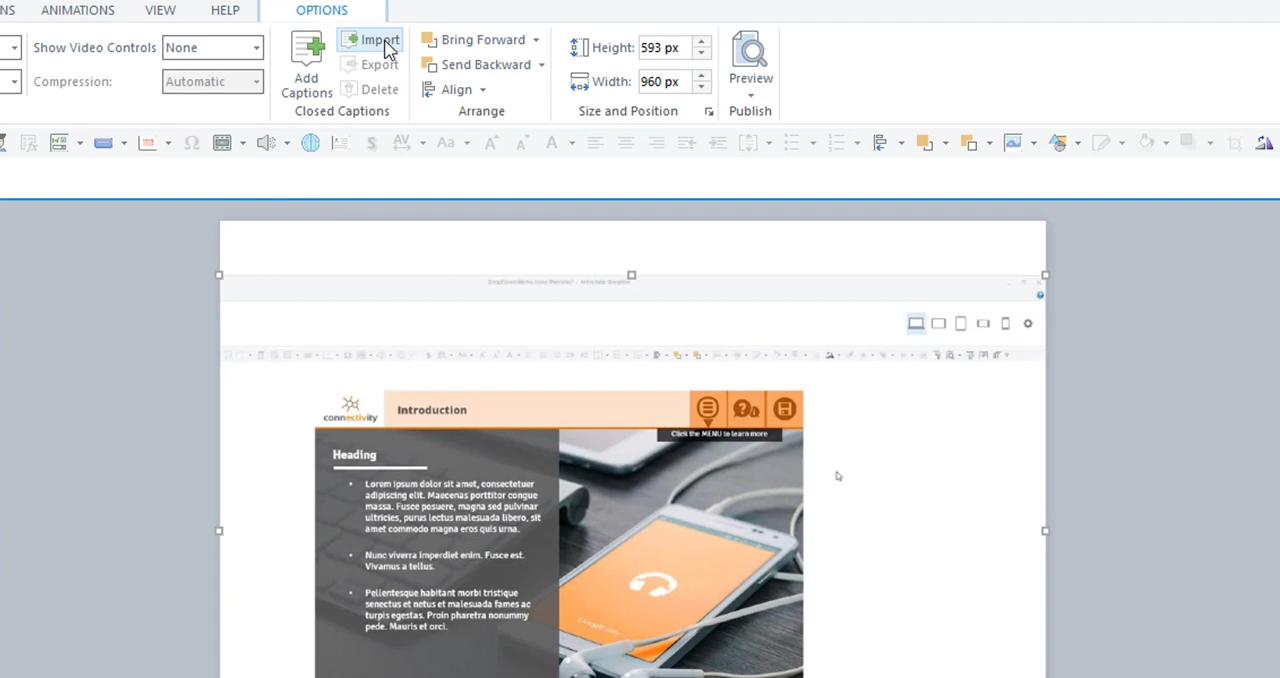 NS ANIMATIONS VIEW HELP OPTIONS
Show Video Controls None
Compression: Automatic
Add Captions
Import
Export
Delete
Closed Captions
Bring Forward
Send Backward
Align
Arrange
Height: 593 px
Width: 960 px
Size and Position
Preview
Publish
connectivity
Introduction
Click the MENU to learn more
Heading
• Lorem ipsum dolor sit amet, consectetuer
adipiscing elit. Maecenas porttitor congue
massa. Fusce posuere, magna sed pulvinar
ultricies, purus lectus malesuada libero, sit
amet commodo magna eros quis urna.
• Nunc viverra imperdiet enim. Fusce est.
Vivamus a tellus.
• Pellentesque habitant morbi tristique
senectus et netus et malesuada fames ac
turpis egestas. Proin pharetra nonummy
pede. Mauris et orci.